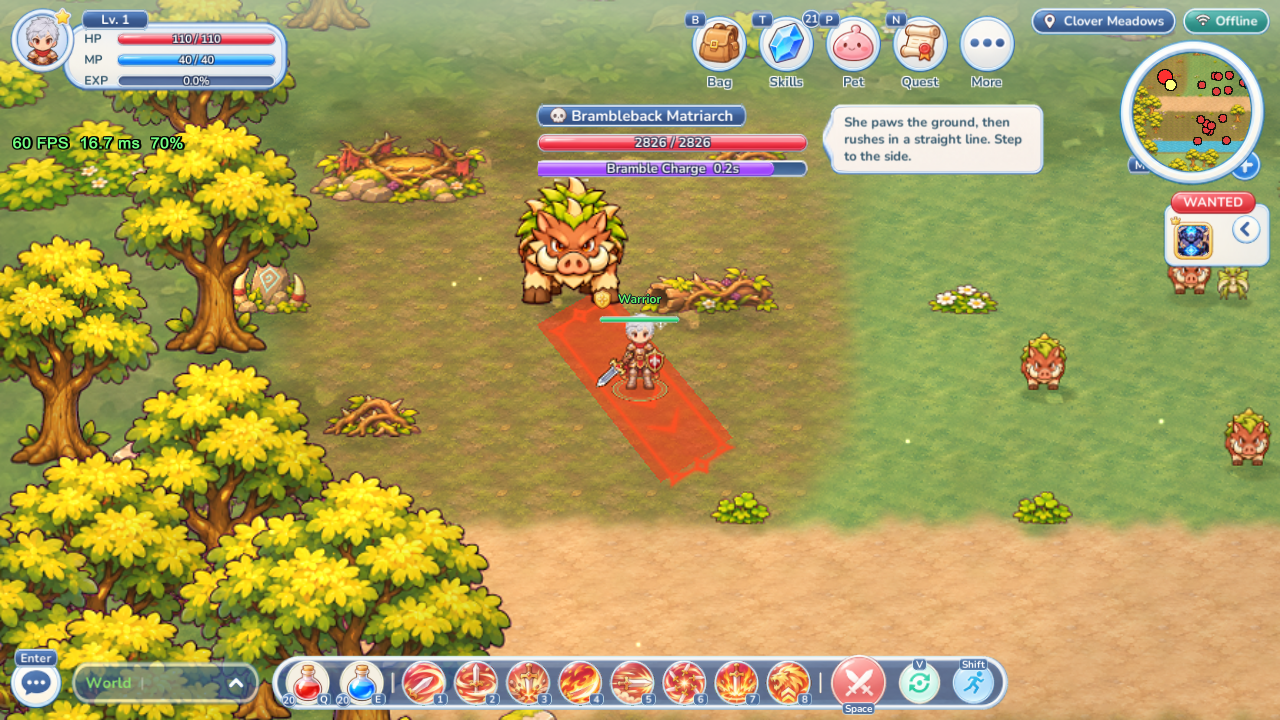 Lv. 1
HP 110 / 110
MP 40 / 40
EXP 0.0%
60 FPS 16.7 ms 70%
B T 21 P N
Bag Skills Pet Quest More
Clover Meadows
Offline
Brambleback Matriarch
2826 / 2826
Bramble Charge 0.2s
She paws the ground, then
rushes in a straight line. Step
to the side.
M
WANTED
Warrior
Enter
World
20 Q 20 E 1 2 3 4 5 6 7 8
Space
V
Shift